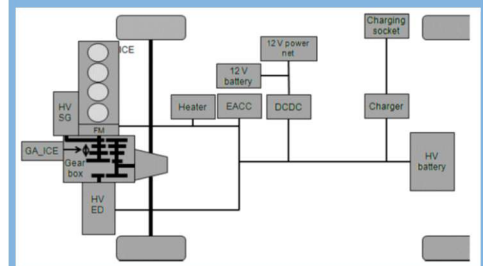 Charging
socket
ICE
12 V power
net
12 V
battery
HV
SG
Heater
EACC
DCDC
Charger
FM
GA_ICE
Gear
box
HV
battery
HV
ED